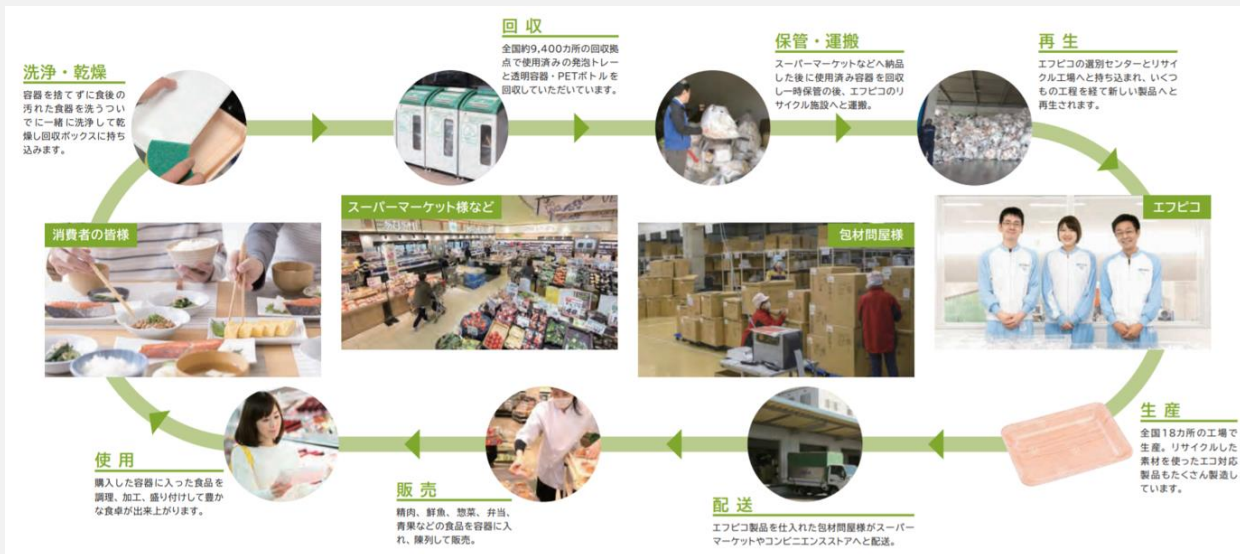 洗浄・乾燥
容器を捨てずに食後の
汚れた食器を洗うつい
でに一緒に洗浄して乾
燥し回収ボックスに持ち
込みます。
回 収
全国約9,400カ所の回収拠
点で使用済みの発泡トレー
と透明容器・PETボトルを
回収していただいています。
保管・運搬
スーパーマーケットなどへ納品
した後に使用済み容器を回収
し一時保管の後、エフピコのリ
サイクル施設へと運搬。
再 生
エフピコの選別センターとリサイ
クル工場へと持ち込まれ、いくつ
もの工程を経て新しい製品へと
再生されます。
消費者の皆様
スーパーマーケット様など
包材問屋様
エフピコ
使 用
購入した容器に入った食品を
調理、加工、盛り付けして豊か
な食卓が出来上がります。
販 売
精肉、鮮魚、惣菜、弁当、
青果などの食品を容器に入
れ、陳列して販売。
配 送
エフピコ製品を仕入れた包材問屋様がスーパー
マーケットやコンビニエンスストアへと配送。
生 産
全国18カ所の工場で
生産。リサイクルした
素材を使ったエコ対応
製品もたくさん製造し
ています。